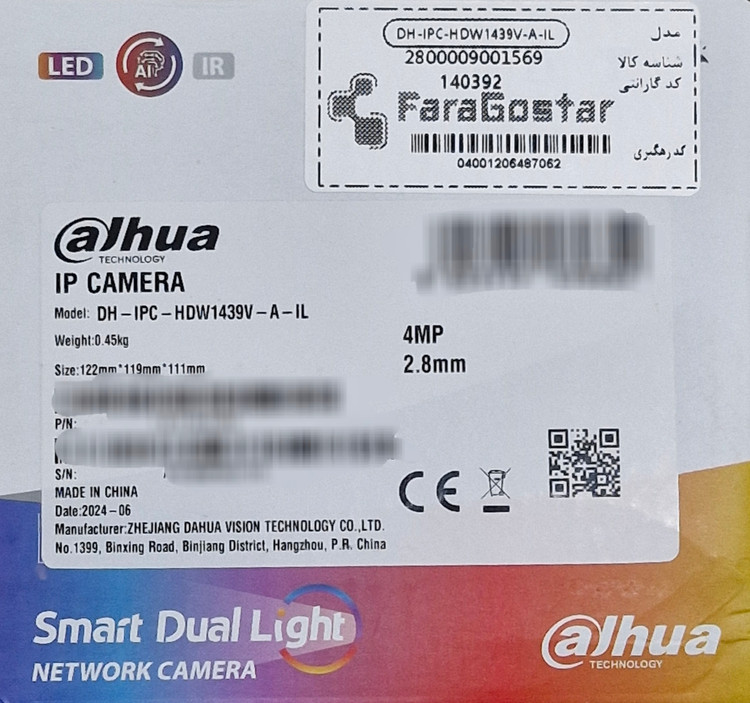 LED
AI
IR
DH-IPC-HDW1439V-A-IL
مدل
2800009001569
شناسه کالا
140392
کد گارانتی
FaraGostar
کد رهگیری
04001206487062
alhua
TECHNOLOGY
IP CAMERA
Model: DH-IPC-HDW1439V-A-IL
Weight:0.45kg
4MP
Size:122mm*119mm*111mm
2.8mm
P/N:
S/N:
MADE IN CHINA
Date:2024-06
CE
Manufacturer:ZHEJIANG DAHUA VISION TECHNOLOGY CO.,LTD.
No.1399, Binxing Road, Binjiang District, Hangzhou, P.R. China
Smart Dual Light
NETWORK CAMERA
alhua
TECHNOLOGY